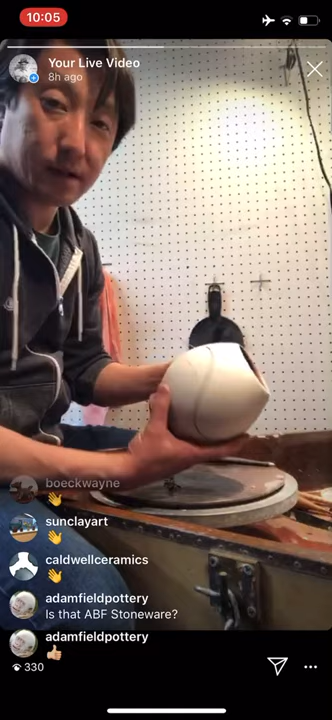 10:05
Your Live Video
8h ago
boeckwayne
👋
sunclayart
👋
caldwellceramics
👋
adamfieldpottery
Is that ABF Stoneware?
adamfieldpottery
👍🏼
330